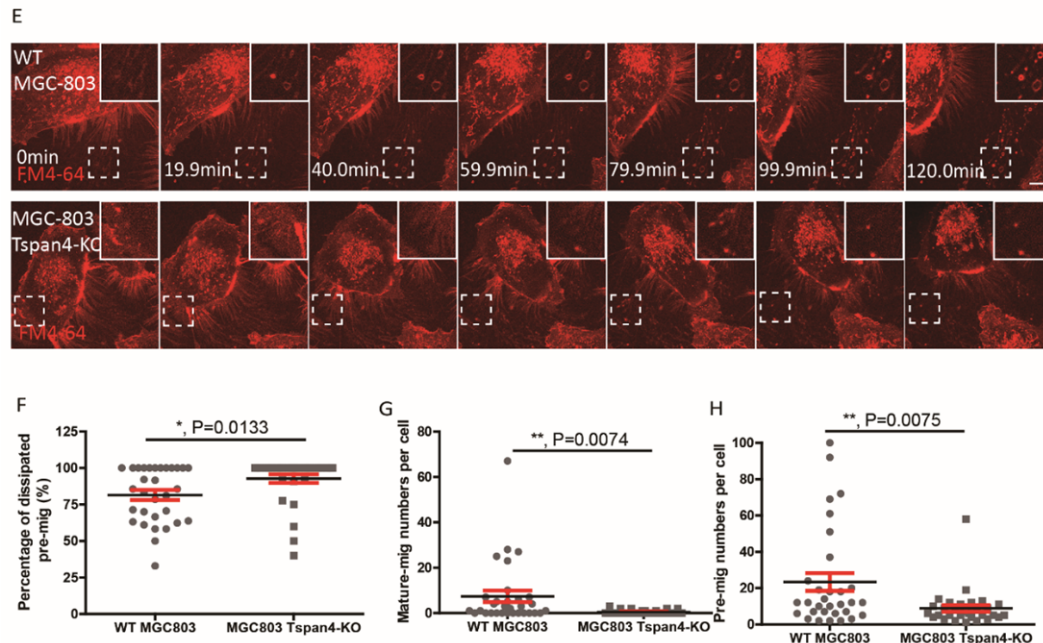 E
WT
MGC-803
0min
FM4-64
19.9min
40.0min
59.9min
79.9min
99.9min
120.0min
MGC-803
Tspan4-KO
FM4-64
F
*, P=0.0133
Percentage of dissipated
pre-mig (%)
125
100
75
50
25
0
WT MGC803
MGC803 Tspan4-KO
G
**, P=0.0074
Mature-mig numbers per cell
80
60
40
20
0
WT MGC803
MGC803 Tspan4-KO
H
**, P=0.0075
Pre-mig numbers per cell
100
80
60
40
20
0
WT MGC803
MGC803 Tspan4-KO